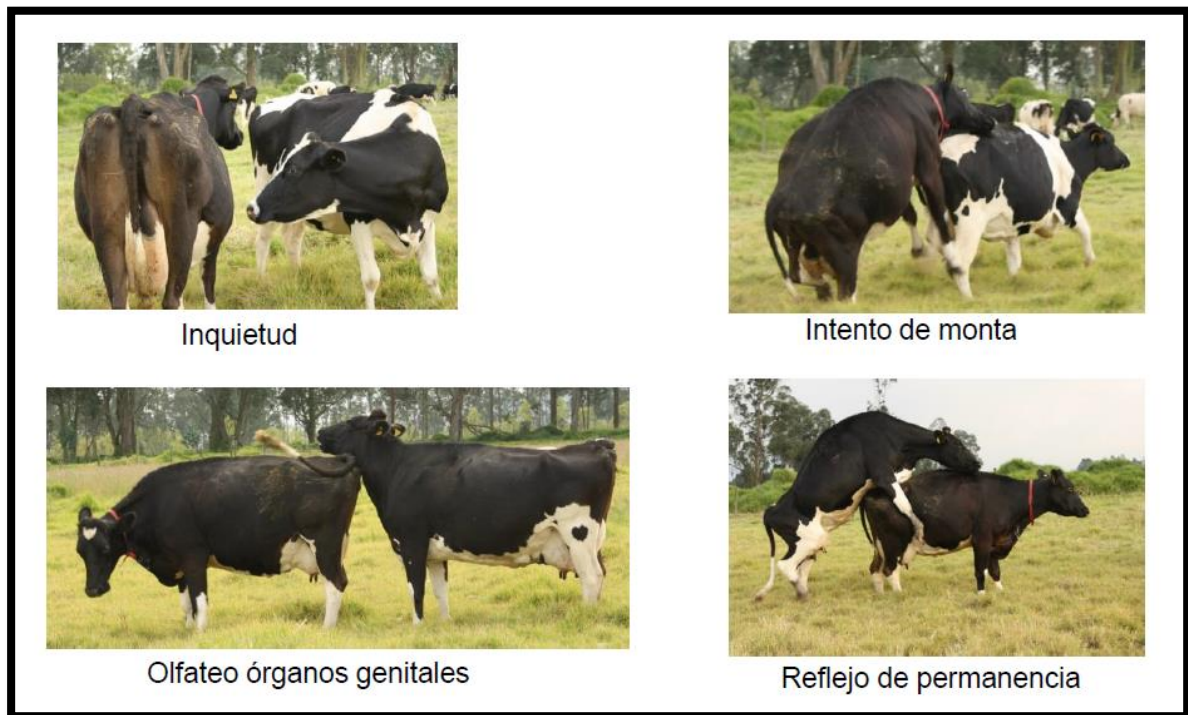 Inquietud
Intento de monta
Olfateo órganos genitales
Reflejo de permanencia